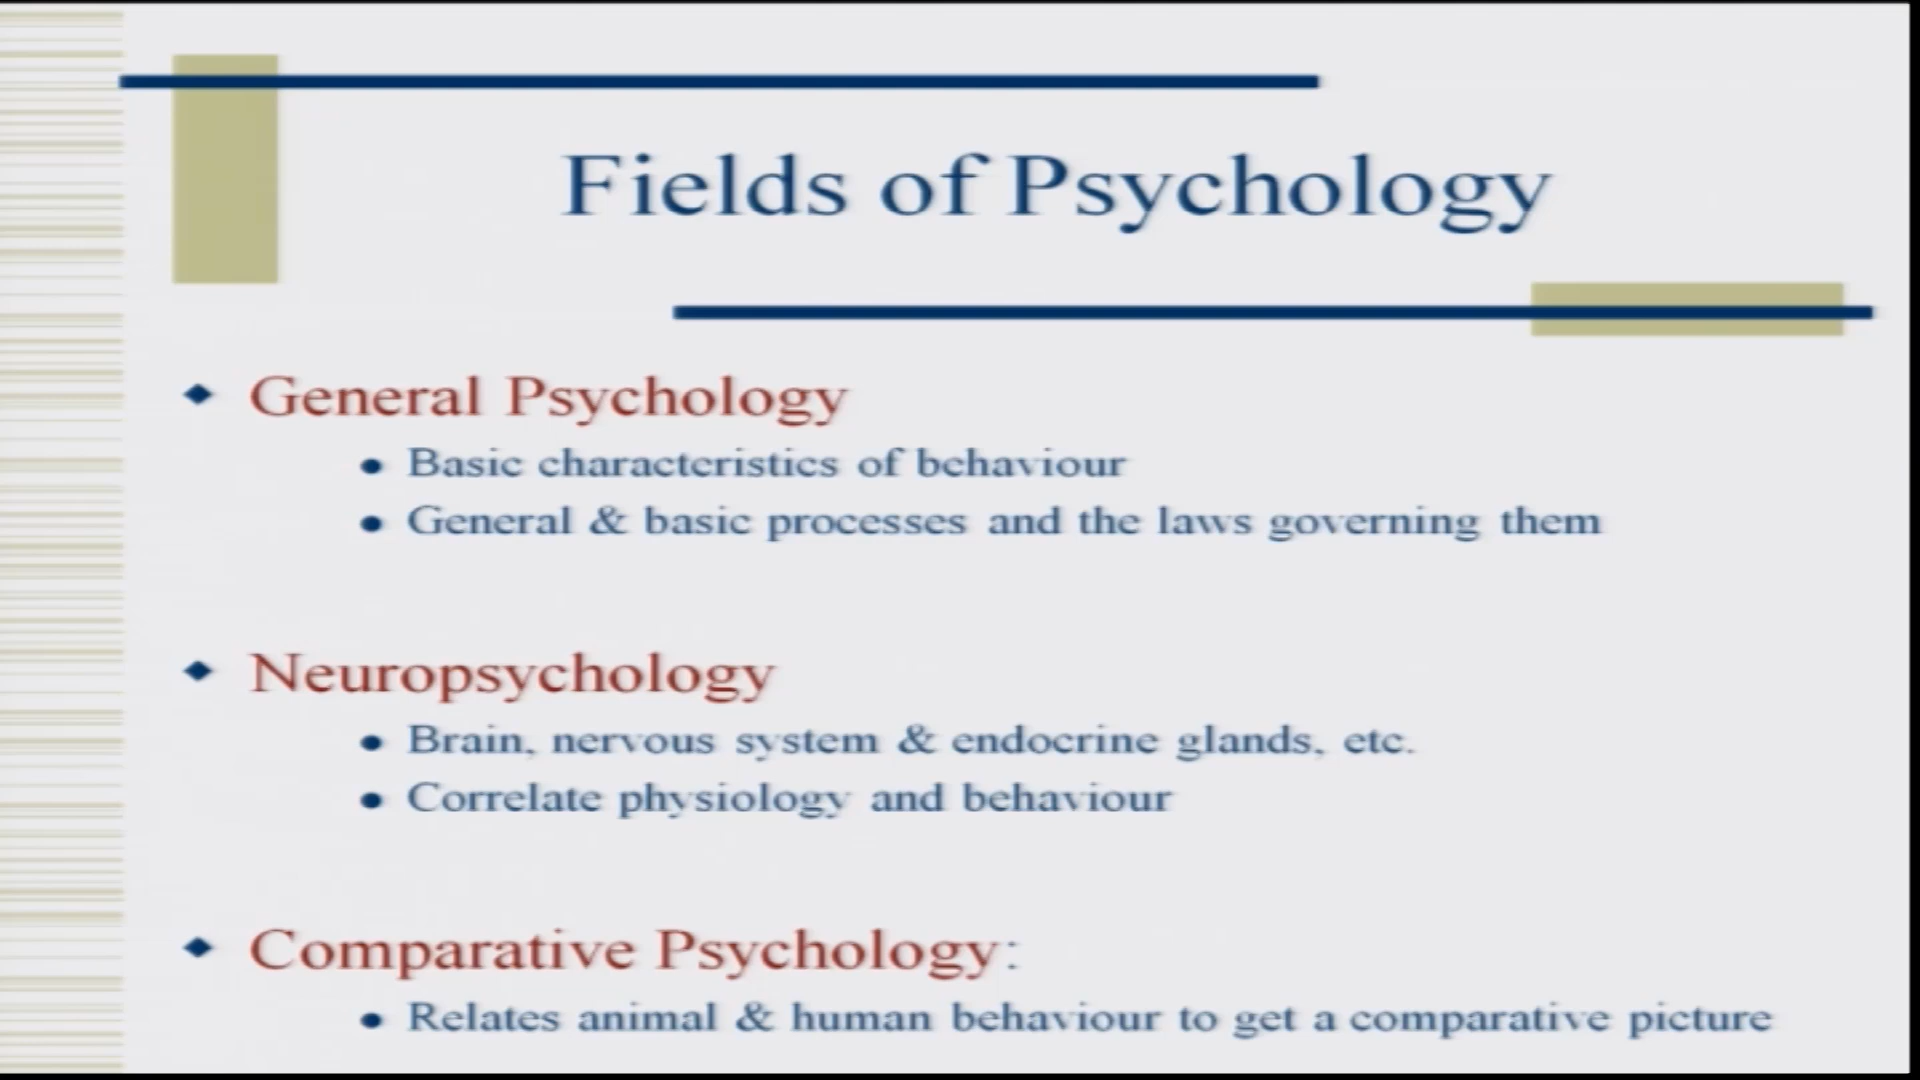 Fields of Psychology
General Psychology
Basic characteristics of behaviour
General & basic processes and the laws governing them
Neuropsychology
Brain, nervous system & endocrine glands, etc.
Correlate physiology and behaviour
Comparative Psychology:
Relates animal & human behaviour to get a comparative picture